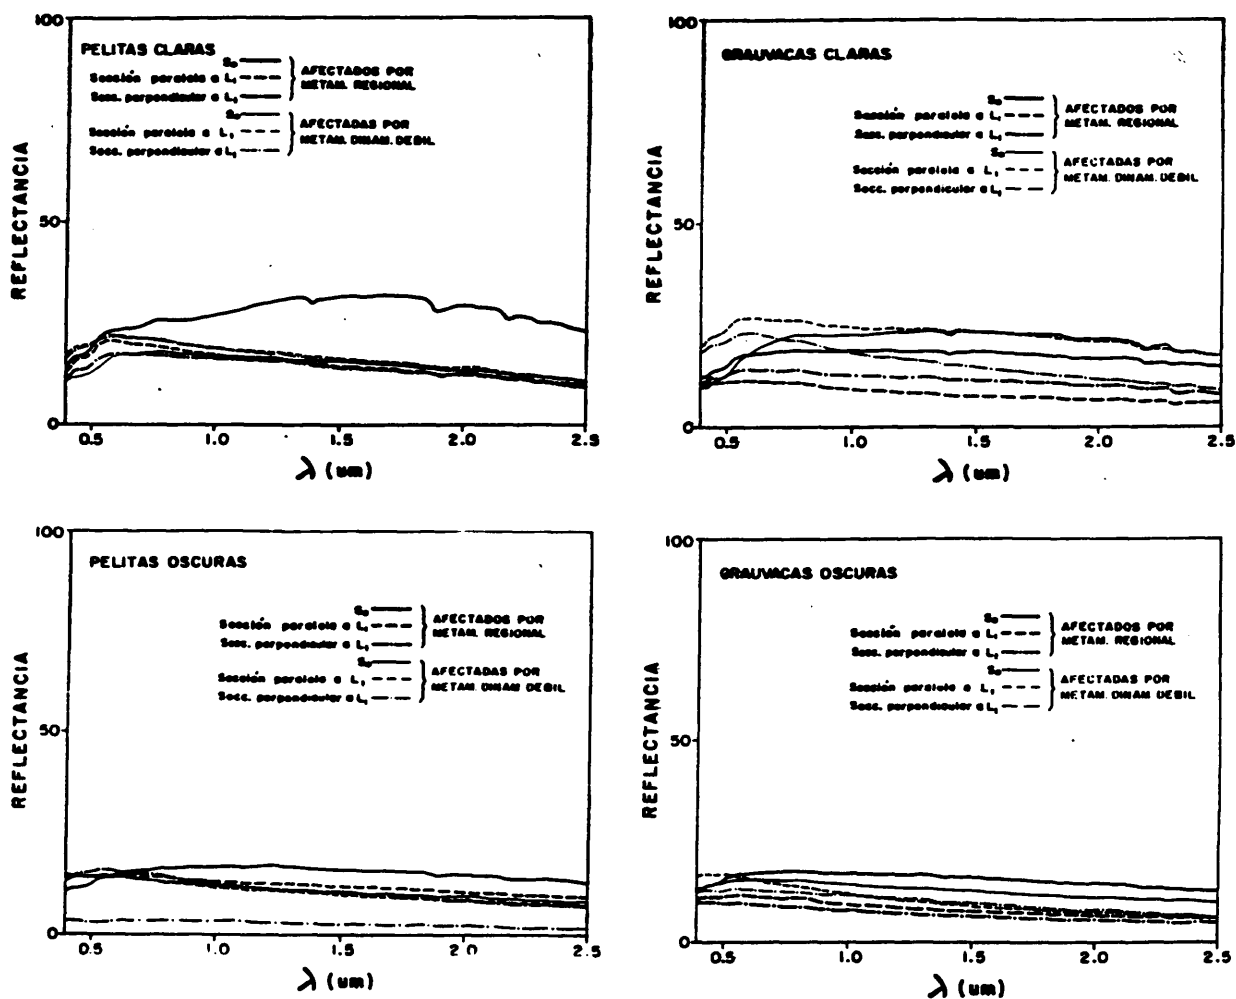 100
PELITAS CLARAS
S₀
Sección paralela a L₁
Secc. perpendicular a L₁
AFECTADOS POR
METAM. REGIONAL
S₀
Sección paralela a L₁
Secc. perpendicular a L₁
AFECTADAS POR
METAM. DINAM. DEBIL
REFLECTANCIA
50
0
0.5 1.0 1.5 2.0 2.5
λ (um)
100
GRAUVACAS CLARAS
S₀
Sección paralela a L₁
Secc. perpendicular a L₁
AFECTADOS POR
METAM. REGIONAL
S₀
Sección paralela a L₁
Secc. perpendicular a L₁
AFECTADAS POR
METAM. DINAM. DEBIL
REFLECTANCIA
50
0
0.5 1.0 1.5 2.0 2.5
λ (um)
100
PELITAS OSCURAS
S₀
Sección paralela a L₁
Secc. perpendicular a L₁
AFECTADOS POR
METAM. REGIONAL
S₀
Sección paralela a L₁
Secc. perpendicular a L₁
AFECTADAS POR
METAM. DINAM. DEBIL
REFLECTANCIA
50
0
0.5 1.0 1.5 2.0 2.5
λ (um)
100
GRAUVACAS OSCURAS
S₀
Sección paralela a L₁
Secc. perpendicular a L₁
AFECTADOS POR
METAM. REGIONAL
S₀
Sección paralela a L₁
Secc. perpendicular a L₁
AFECTADAS POR
METAM. DINAM. DEBIL
REFLECTANCIA
50
0
0.5 1.0 1.5 2.0 2.5
λ (um)